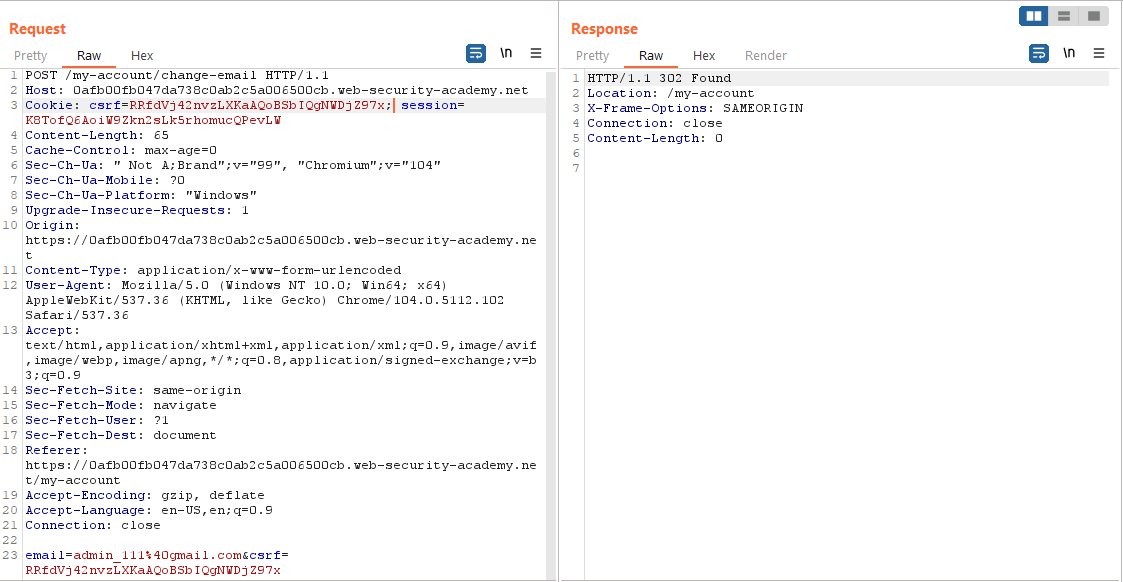 Request
Pretty Raw Hex
\n
1 POST /my-account/change-email HTTP/1.1
2 Host: 0afb00fb047da738c0ab2c5a006500cb.web-security-academy.net
3 Cookie: csrf=RRfdVj42nvzLXKaAQoBSbIQgNWDjZ97x; session=
K8TofQ6AoiW9Zkn2sLk5rhomucQPevLW
4 Content-Length: 65
5 Cache-Control: max-age=0
6 Sec-Ch-Ua: " Not A;Brand";v="99", "Chromium";v="104"
7 Sec-Ch-Ua-Mobile: ?0
8 Sec-Ch-Ua-Platform: "Windows"
9 Upgrade-Insecure-Requests: 1
10 Origin:
https://0afb00fb047da738c0ab2c5a006500cb.web-security-academy.ne
t
11 Content-Type: application/x-www-form-urlencoded
12 User-Agent: Mozilla/5.0 (Windows NT 10.0; Win64; x64)
AppleWebKit/537.36 (KHTML, like Gecko) Chrome/104.0.5112.102
Safari/537.36
13 Accept:
text/html,application/xhtml+xml,application/xml;q=0.9,image/avif
,image/webp,image/apng,*/*;q=0.8,application/signed-exchange;v=b
3;q=0.9
14 Sec-Fetch-Site: same-origin
15 Sec-Fetch-Mode: navigate
16 Sec-Fetch-User: ?1
17 Sec-Fetch-Dest: document
18 Referer:
https://0afb00fb047da738c0ab2c5a006500cb.web-security-academy.ne
t/my-account
19 Accept-Encoding: gzip, deflate
20 Accept-Language: en-US,en;q=0.9
21 Connection: close
22
23 email=admin_111%40gmail.com&csrf=
RRfdVj42nvzLXKaAQoBSbIQgNWDjZ97x
Response
Pretty Raw Hex Render
\n
1 HTTP/1.1 302 Found
2 Location: /my-account
3 X-Frame-Options: SAMEORIGIN
4 Connection: close
5 Content-Length: 0
6
7